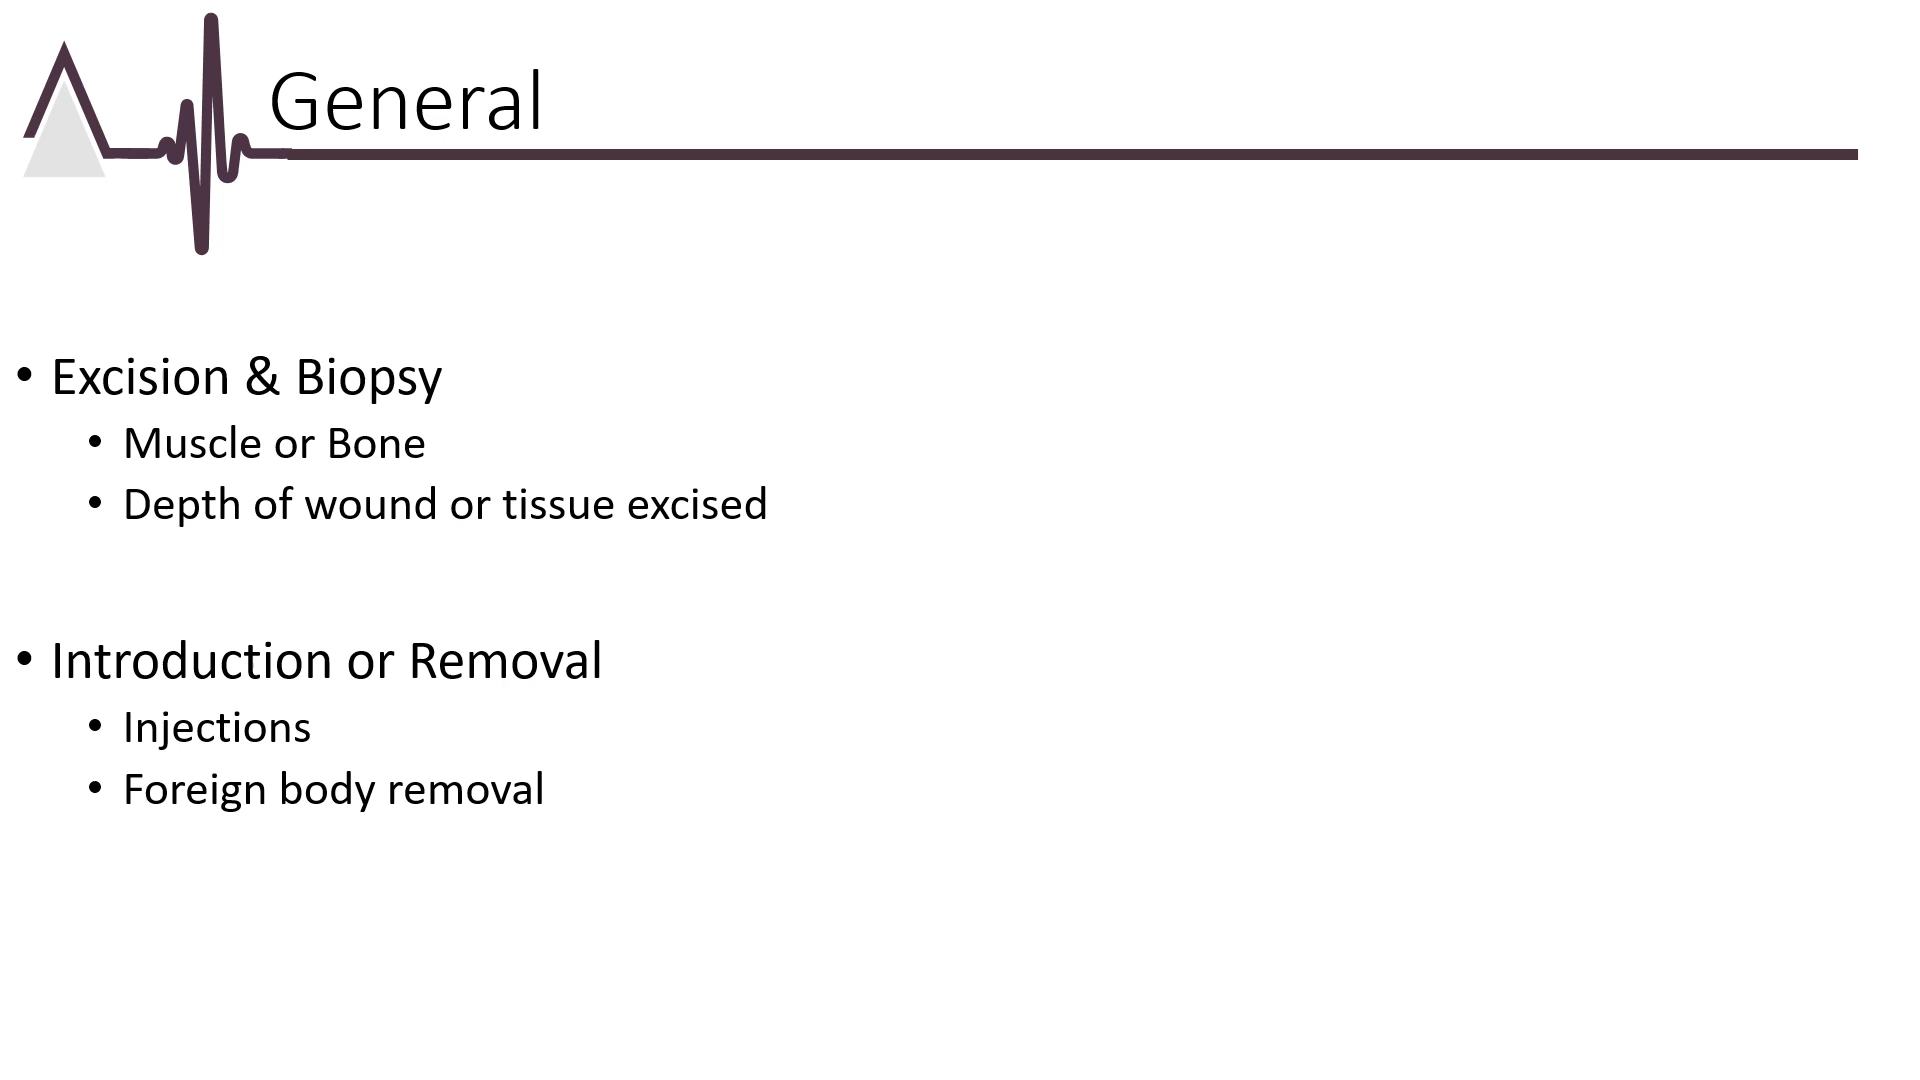 General
• Excision & Biopsy
• Muscle or Bone
• Depth of wound or tissue excised
• Introduction or Removal
• Injections
• Foreign body removal